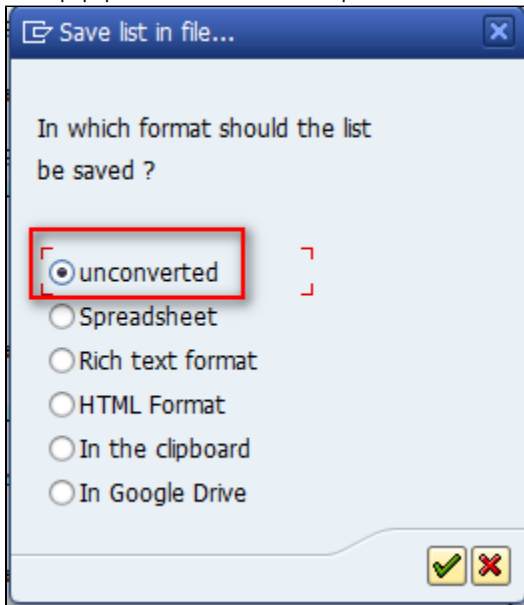 Save list in file...
In which format should the list
be saved ?
unconverted
Spreadsheet
Rich text format
HTML Format
In the clipboard
In Google Drive